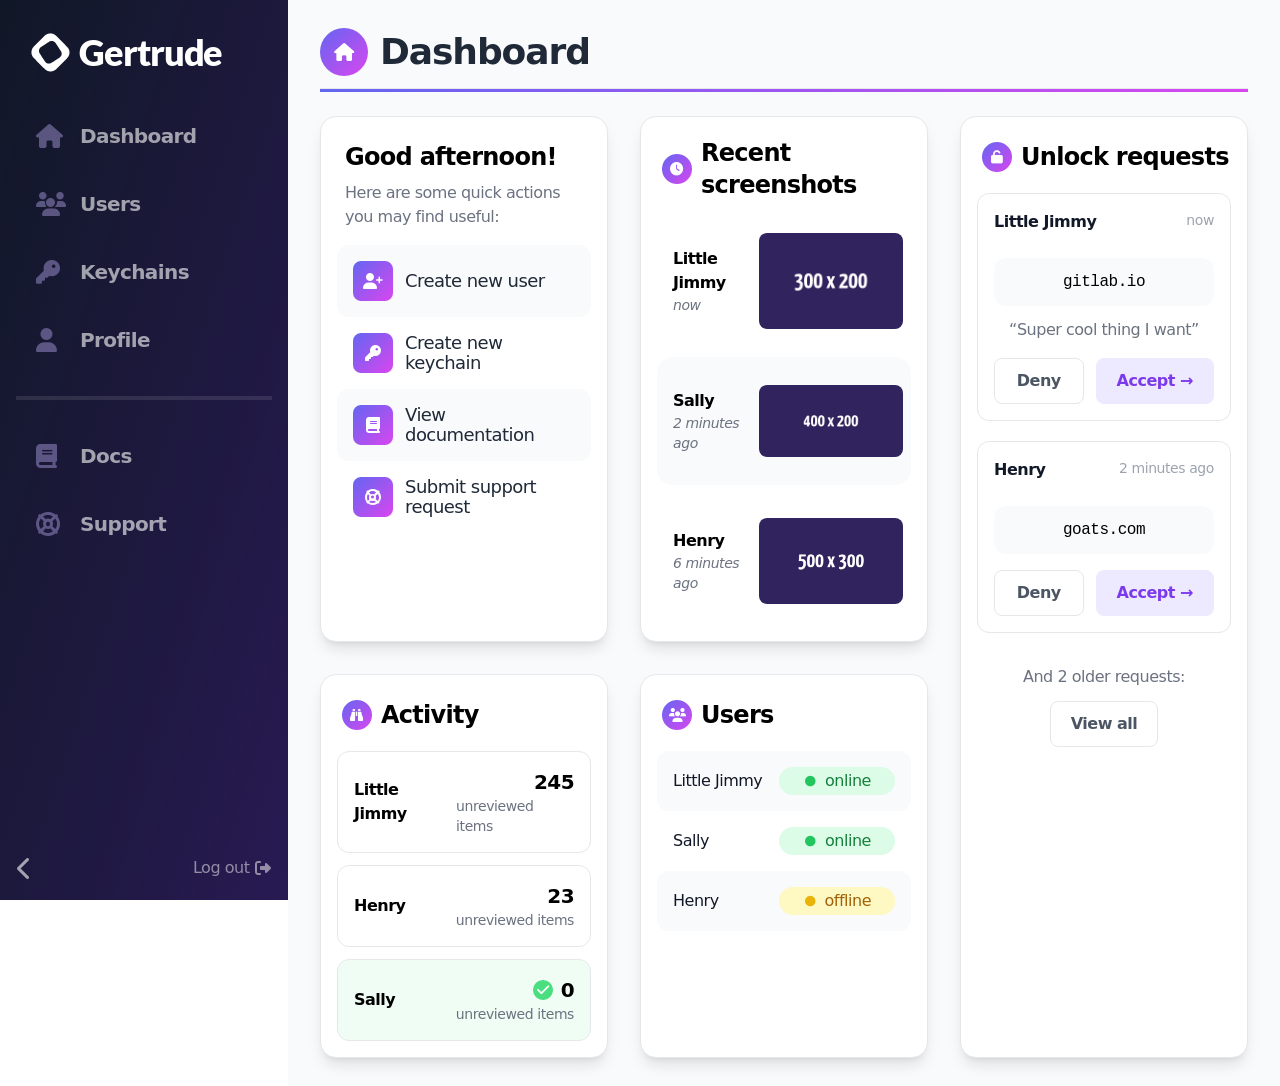 Gertrude
Dashboard
Users
Keychains
Profile
Docs
Support
Log out
Dashboard
Good afternoon!
Here are some quick actions
you may find useful:
Create new user
Create new
keychain
View
documentation
Submit support
request
Recent
screenshots
Little
Jimmy
now
300 x 200
Sally
2 minutes
ago
400 x 200
Henry
6 minutes
ago
500 x 300
Unlock requests
Little Jimmy now
gitlab.io
“Super cool thing I want”
Deny Accept →
Henry 2 minutes ago
goats.com
Deny Accept →
And 2 older requests:
View all
Activity
Little
Jimmy
245
unreviewed
items
Henry
23
unreviewed items
Sally
0
unreviewed items
Users
Little Jimmy online
Sally online
Henry offline